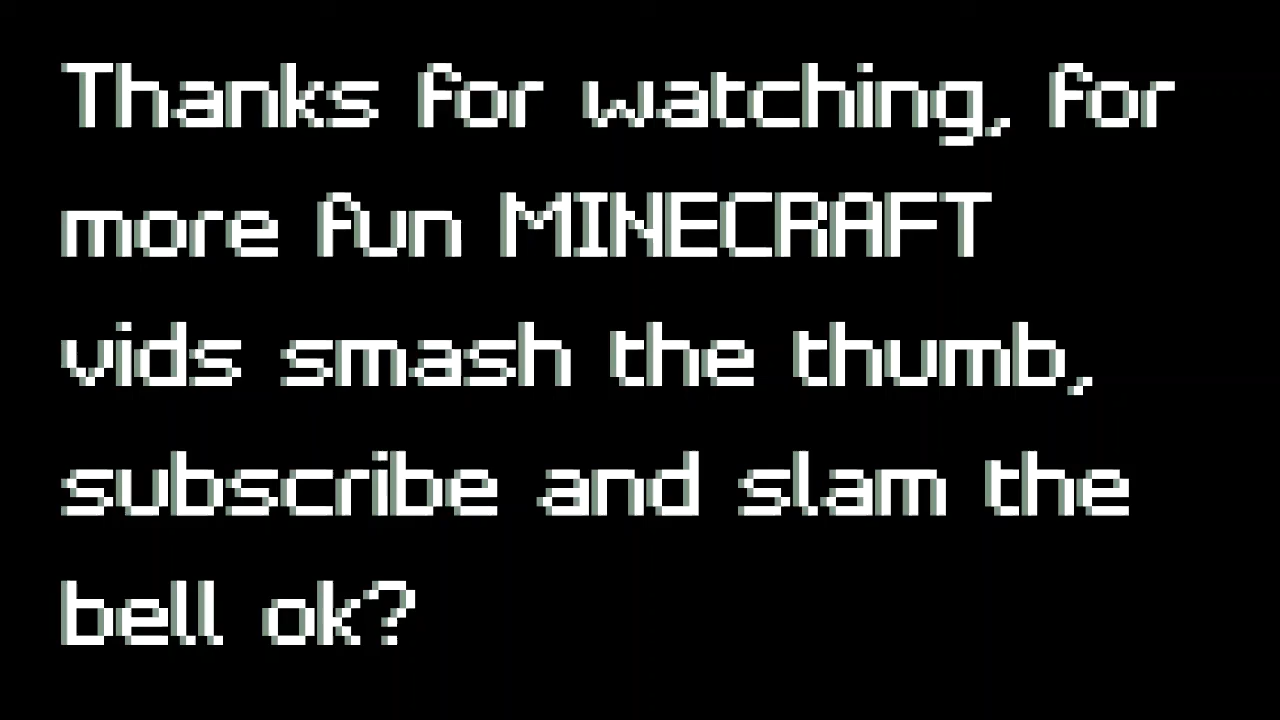 Thanks for watching, for
more fun MINECRAFT
vids smash the thumb,
subscribe and slam the
bell ok?